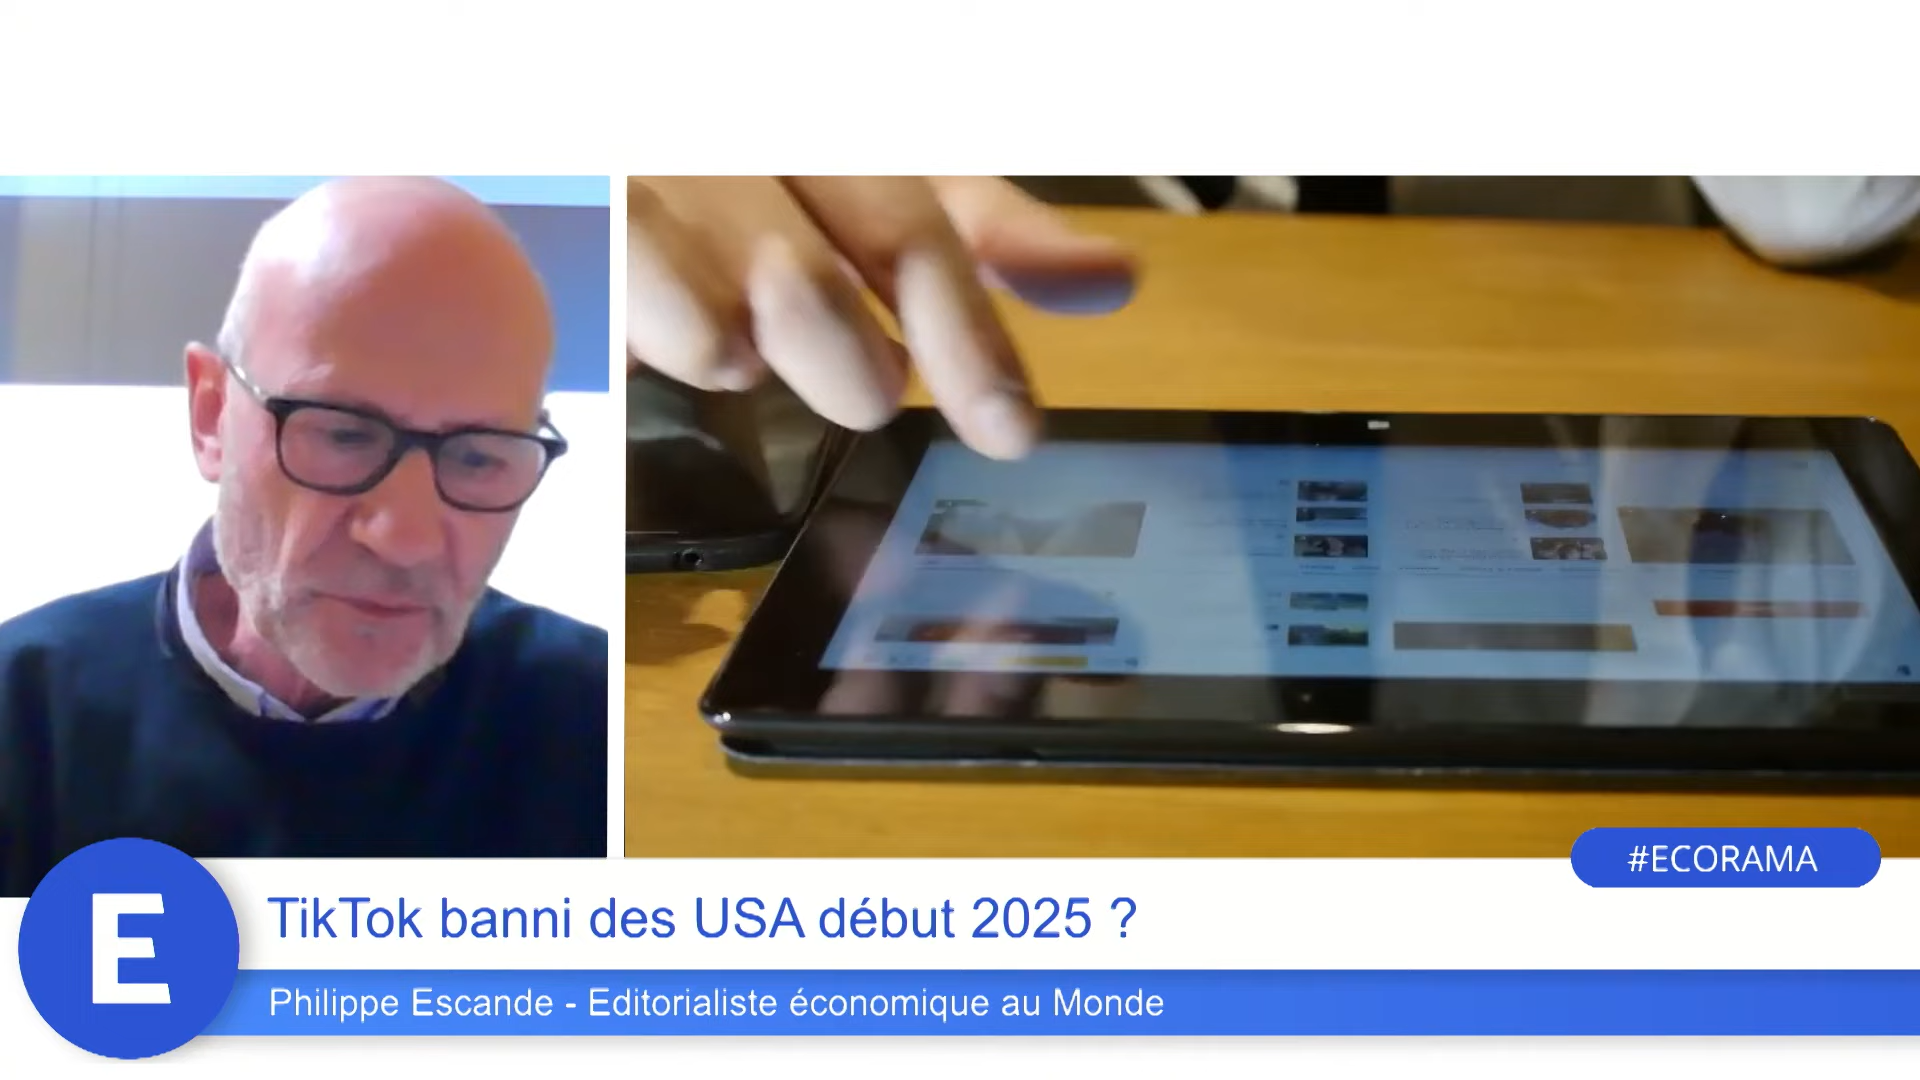 #ECORAMA
E
TikTok banni des USA début 2025 ?
Philippe Escande - Editorialiste économique au Monde